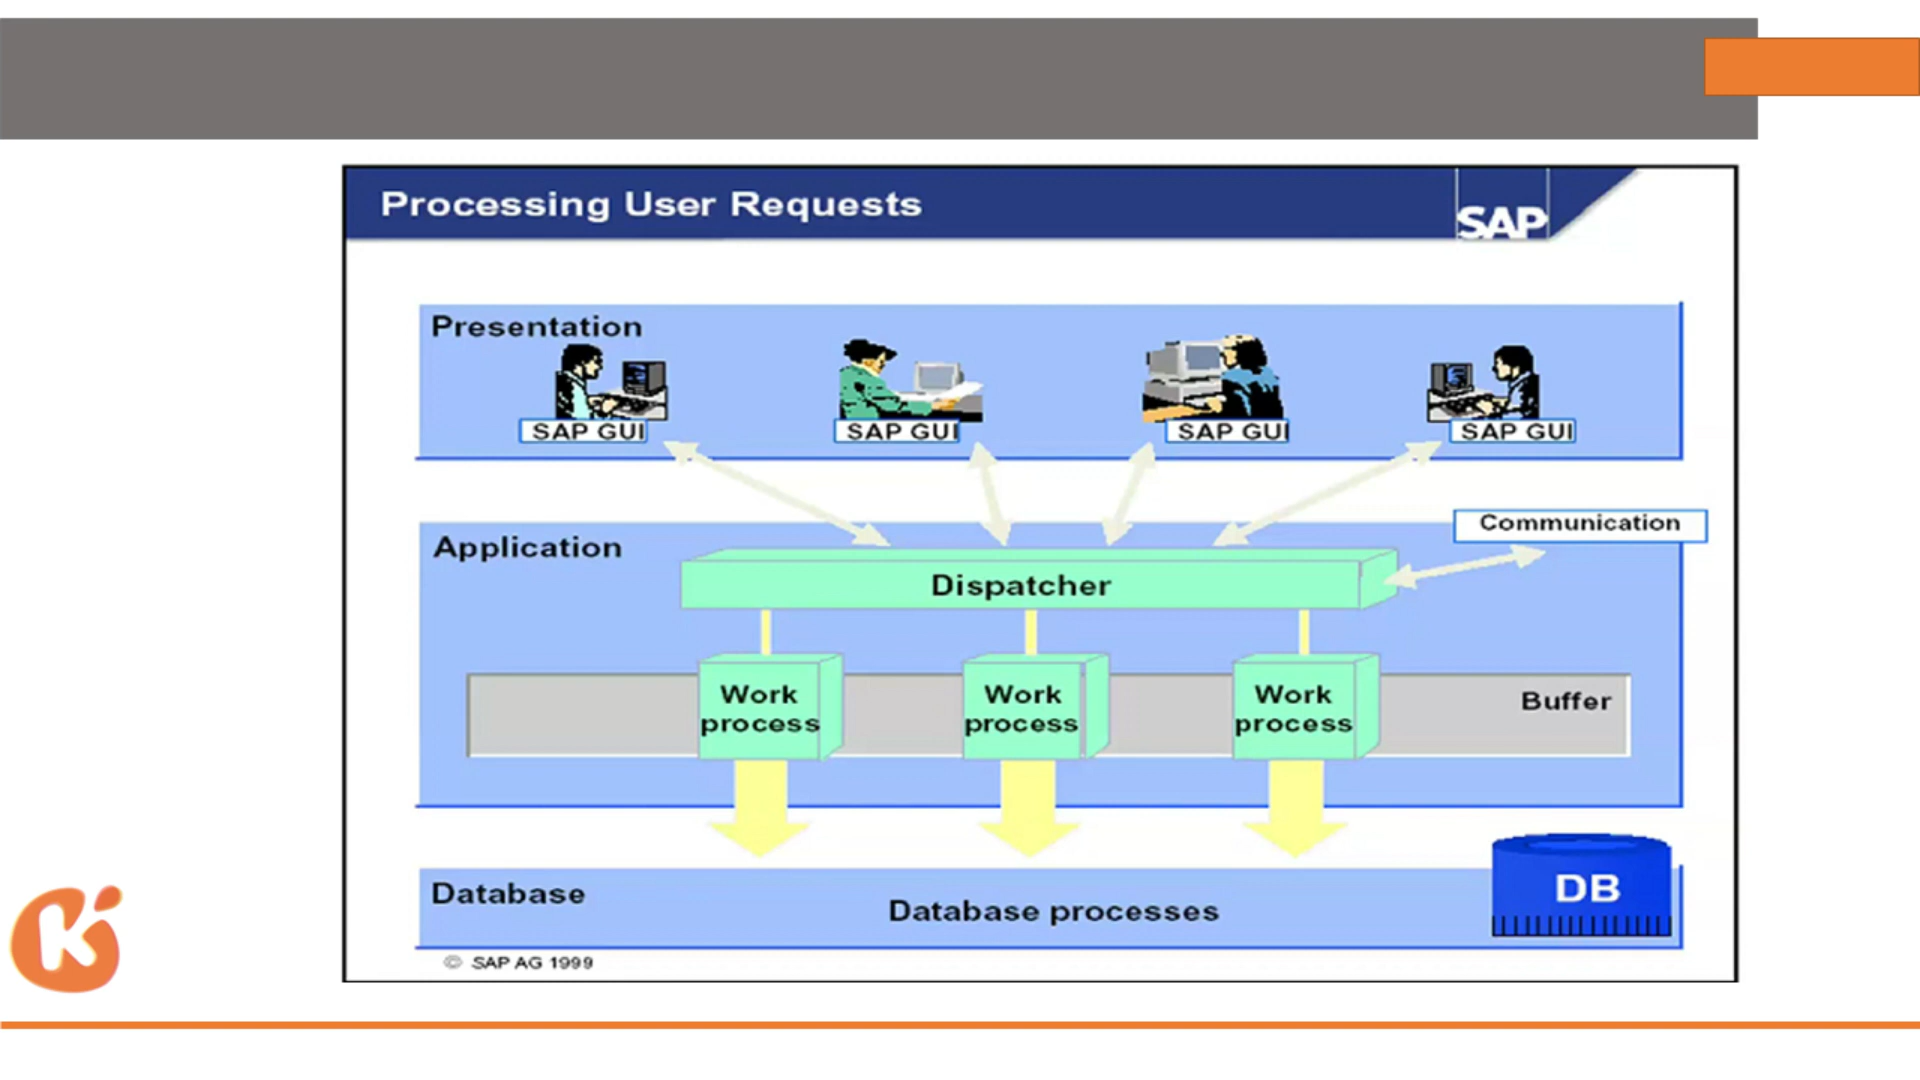 Processing User Requests
SAP
Presentation
SAP GUI
SAP GUI
SAP GUI
SAP GUI
Communication
Application
Dispatcher
Work
process
Work
process
Work
process
Buffer
Database
Database processes
DB
© SAP AG 1999
K